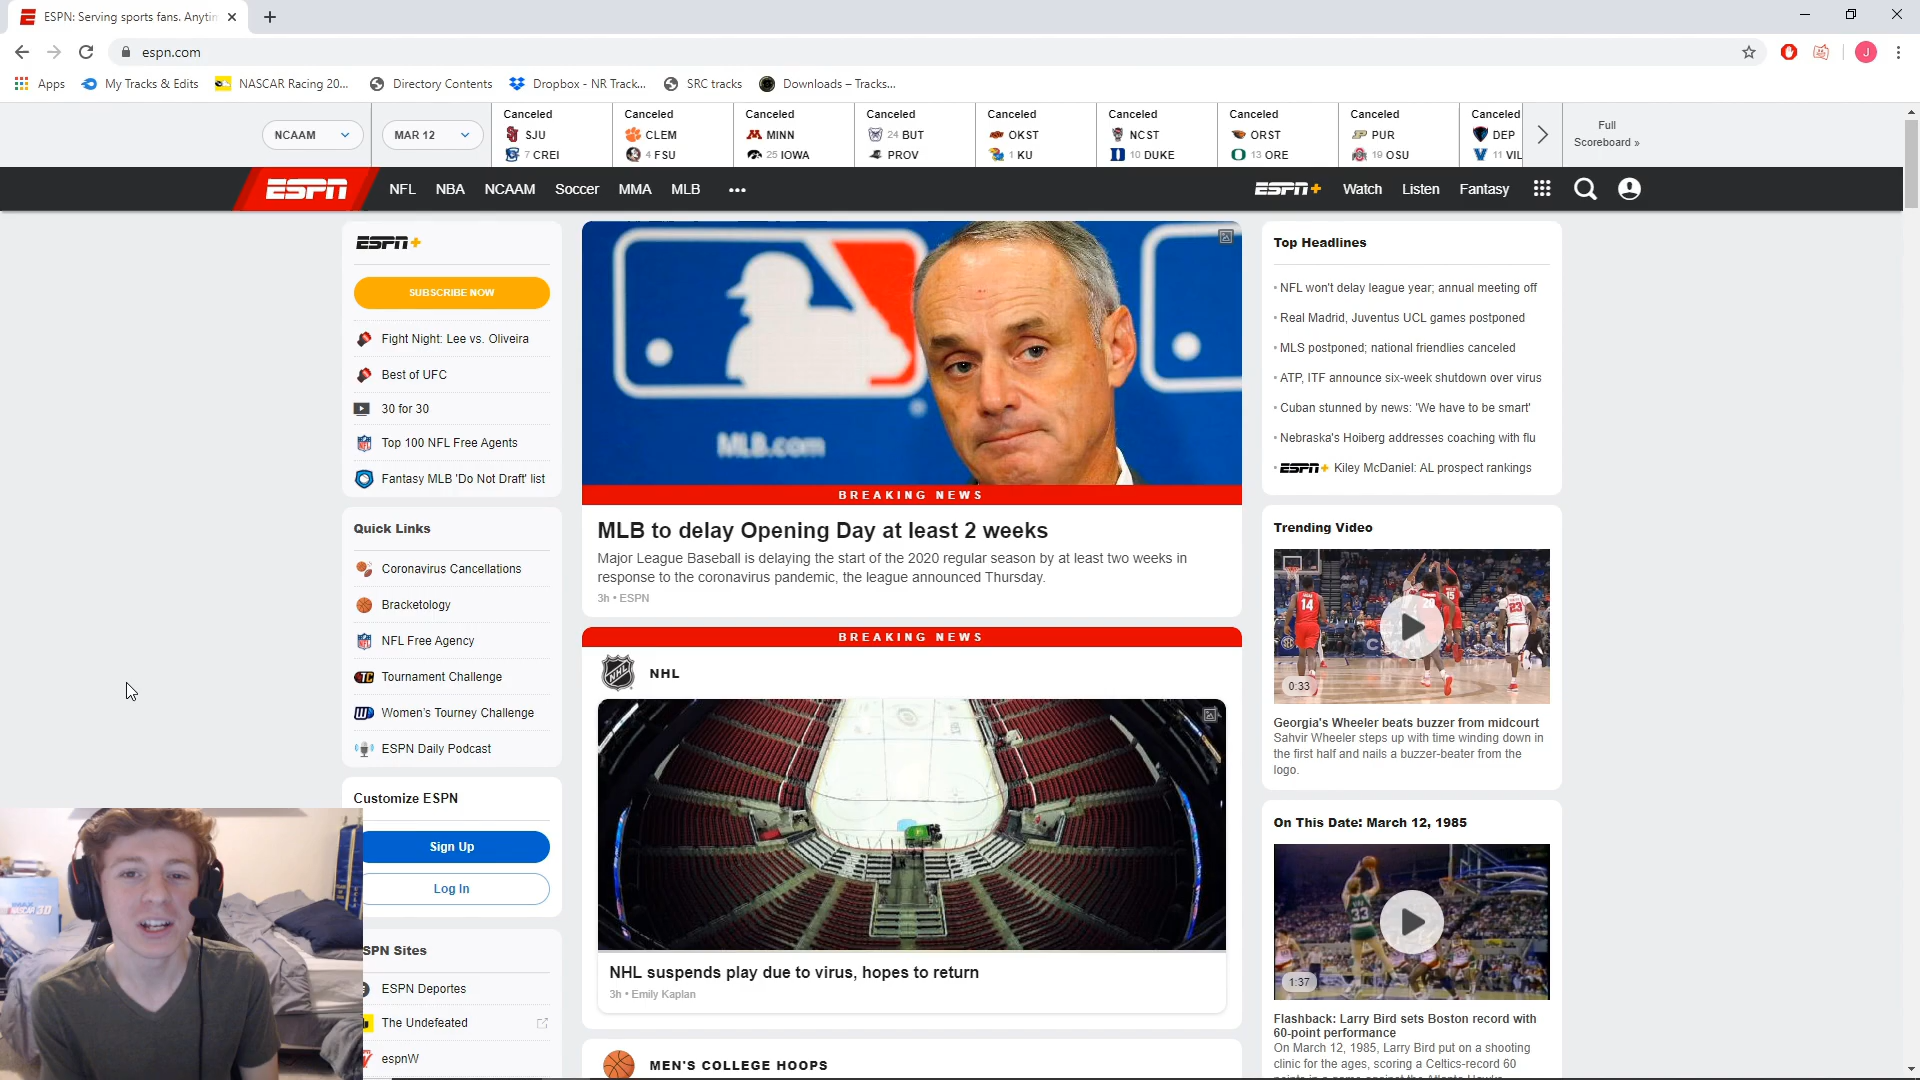 ESPN: Serving sports fans. Anytim
espn.com
Apps
My Tracks & Edits
NASCAR Racing 20...
Directory Contents
Dropbox - NR Track...
SRC tracks
Downloads – Tracks...
NCAAM
MAR 12
Canceled
SJU
7 CREI
Canceled
CLEM
4 FSU
Canceled
MINN
25 IOWA
Canceled
24 BUT
PROV
Canceled
OKST
1 KU
Canceled
NCST
10 DUKE
Canceled
ORST
13 ORE
Canceled
PUR
19 OSU
Canceled
DEP
11 VIL
Full
Scoreboard »
ESPN
NFL
NBA
NCAAM
Soccer
MMA
MLB
ESPN+
Watch
Listen
Fantasy
ESPN+
SUBSCRIBE NOW
Fight Night: Lee vs. Oliveira
Best of UFC
30 for 30
Top 100 NFL Free Agents
Fantasy MLB 'Do Not Draft' list
Quick Links
Coronavirus Cancellations
Bracketology
NFL Free Agency
Tournament Challenge
Women's Tourney Challenge
ESPN Daily Podcast
Customize ESPN
Sign Up
Log In
SPN Sites
ESPN Deportes
The Undefeated
espnW
MLB.com
BREAKING NEWS
MLB to delay Opening Day at least 2 weeks
Major League Baseball is delaying the start of the 2020 regular season by at least two weeks in
response to the coronavirus pandemic, the league announced Thursday.
3h • ESPN
BREAKING NEWS
NHL
NHL
NHL suspends play due to virus, hopes to return
3h • Emily Kaplan
MEN'S COLLEGE HOOPS
Top Headlines
NFL won't delay league year; annual meeting off
Real Madrid, Juventus UCL games postponed
MLS postponed; national friendlies canceled
ATP, ITF announce six-week shutdown over virus
Cuban stunned by news: 'We have to be smart'
Nebraska's Hoiberg addresses coaching with flu
ESPN+ Kiley McDaniel: AL prospect rankings
Trending Video
14
20
15
23
0:33
Georgia's Wheeler beats buzzer from midcourt
Sahvir Wheeler steps up with time winding down in
the first half and nails a buzzer-beater from the
logo.
On This Date: March 12, 1985
33
1:37
Flashback: Larry Bird sets Boston record with
60-point performance
On March 12, 1985, Larry Bird put on a shooting
clinic for the ages, scoring a Celtics-record 60